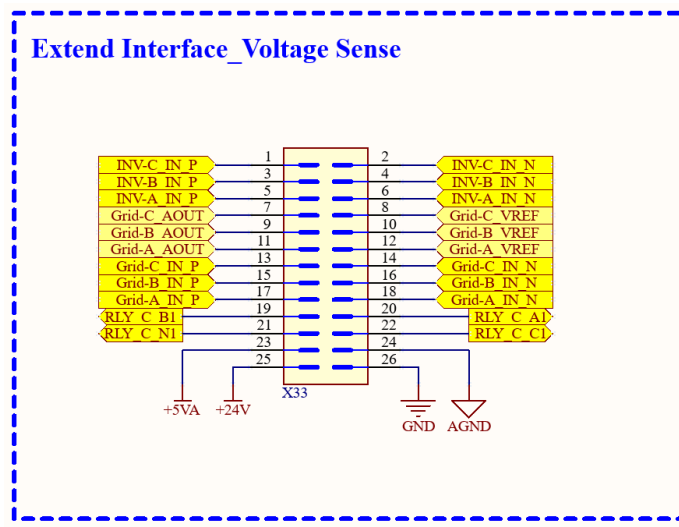 Extend Interface_Voltage Sense
INV-C_IN_P 1 2 INV-C_IN_N
INV-B_IN_P 3 4 INV-B_IN_N
INV-A_IN_P 5 6 INV-A_IN_N
Grid-C_AOUT 7 8 Grid-C_VREF
Grid-B_AOUT 9 10 Grid-B_VREF
Grid-A_AOUT 11 12 Grid-A_VREF
Grid-C_IN_P 13 14 Grid-C_IN_N
Grid-B_IN_P 15 16 Grid-B_IN_N
Grid-A_IN_P 17 18 Grid-A_IN_N
RLY_C_B1 19 20 RLY_C_A1
RLY_C_N1 21 22 RLY_C_C1
23 24
25 26
X33
+5VA +24V GND AGND